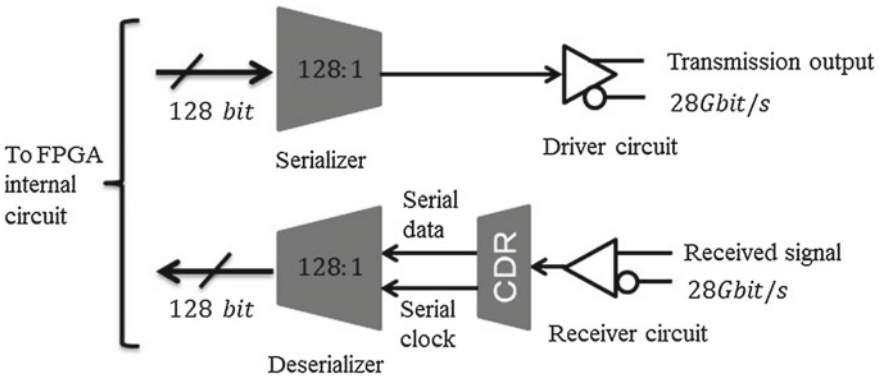 128 bit
128:1
Serializer
Transmission output
28Gbit/s
Driver circuit
To FPGA
internal
circuit
128 bit
128:1
Deserializer
Serial
data
Serial
clock
CDR
Received signal
28Gbit/s
Receiver circuit